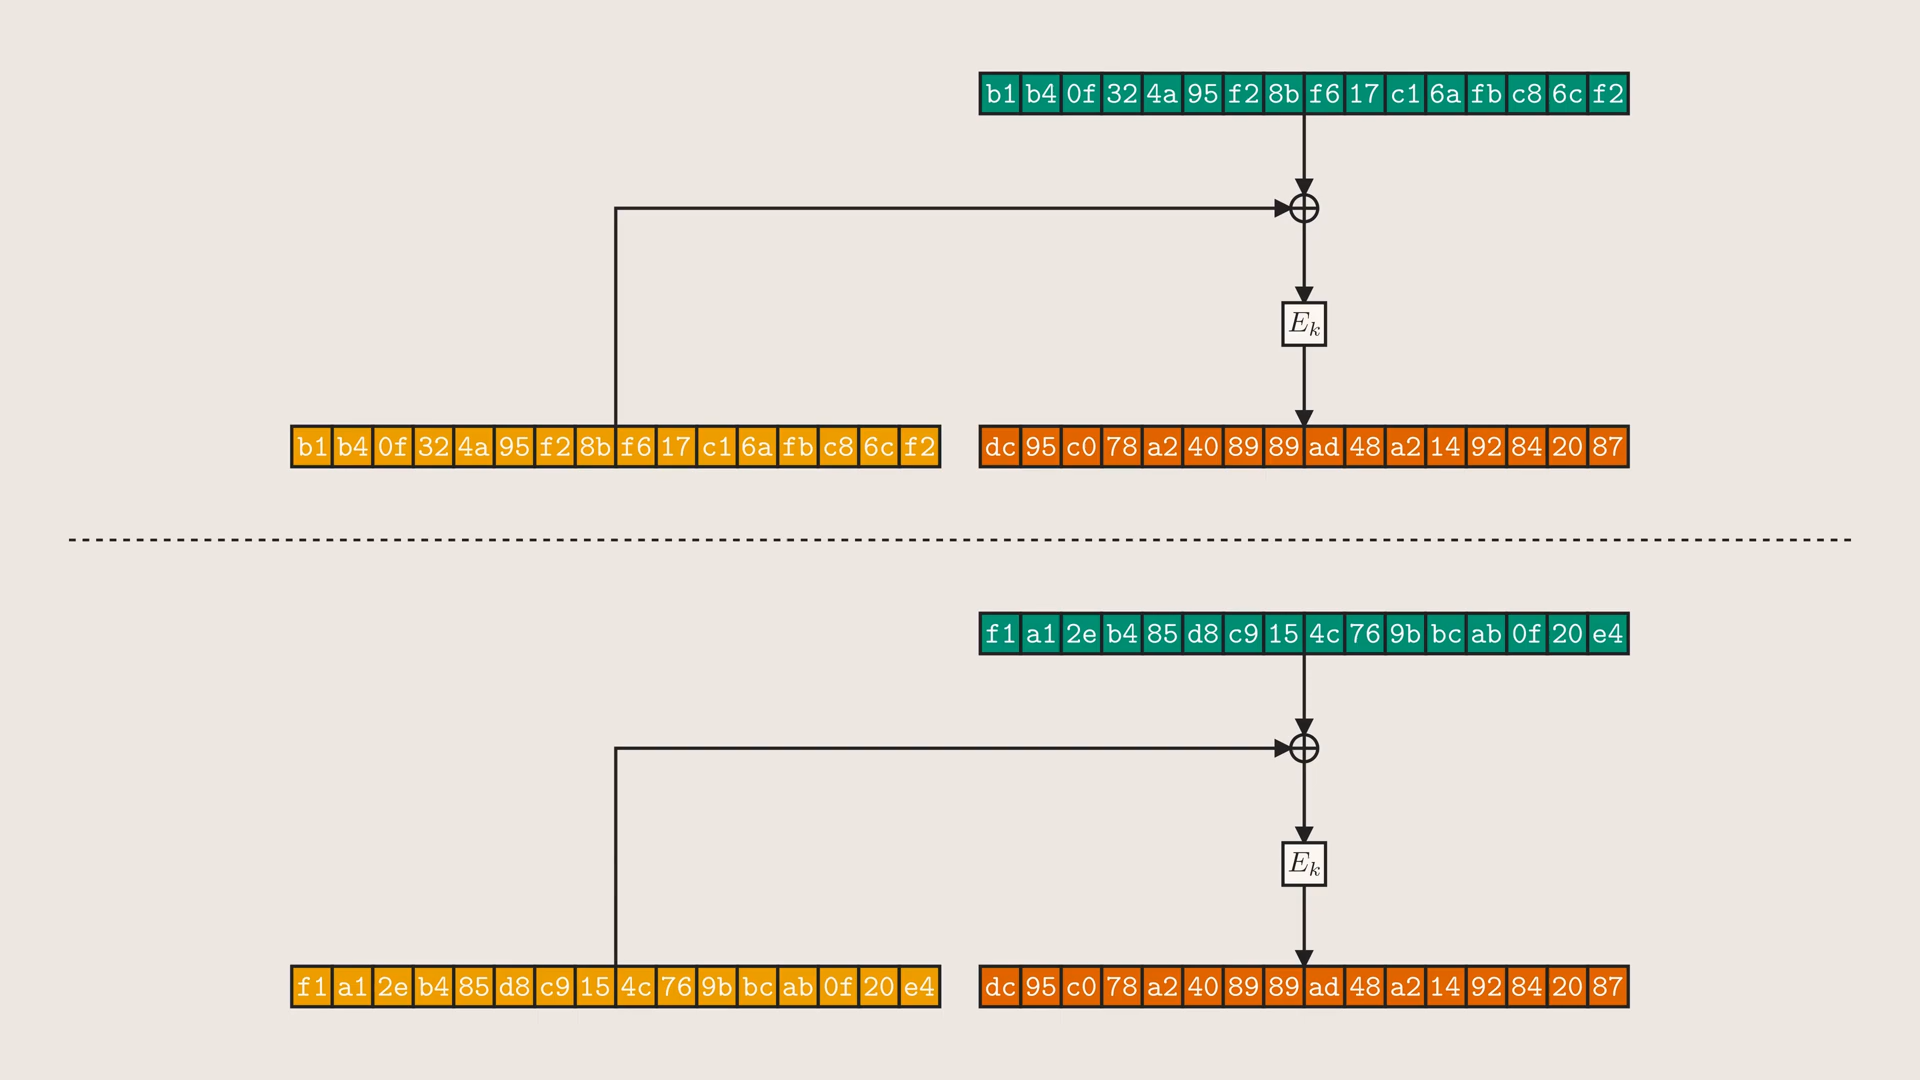 b1 b4 0f 32 4a 95 f2 8b f6 17 c1 6a fb c8 6c f2
E_k
b1 b4 0f 32 4a 95 f2 8b f6 17 c1 6a fb c8 6c f2
dc 95 c0 78 a2 40 89 89 ad 48 a2 14 92 84 20 87
f1 a1 2e b4 85 d8 c9 15 4c 76 9b bc ab 0f 20 e4
E_k
f1 a1 2e b4 85 d8 c9 15 4c 76 9b bc ab 0f 20 e4
dc 95 c0 78 a2 40 89 89 ad 48 a2 14 92 84 20 87